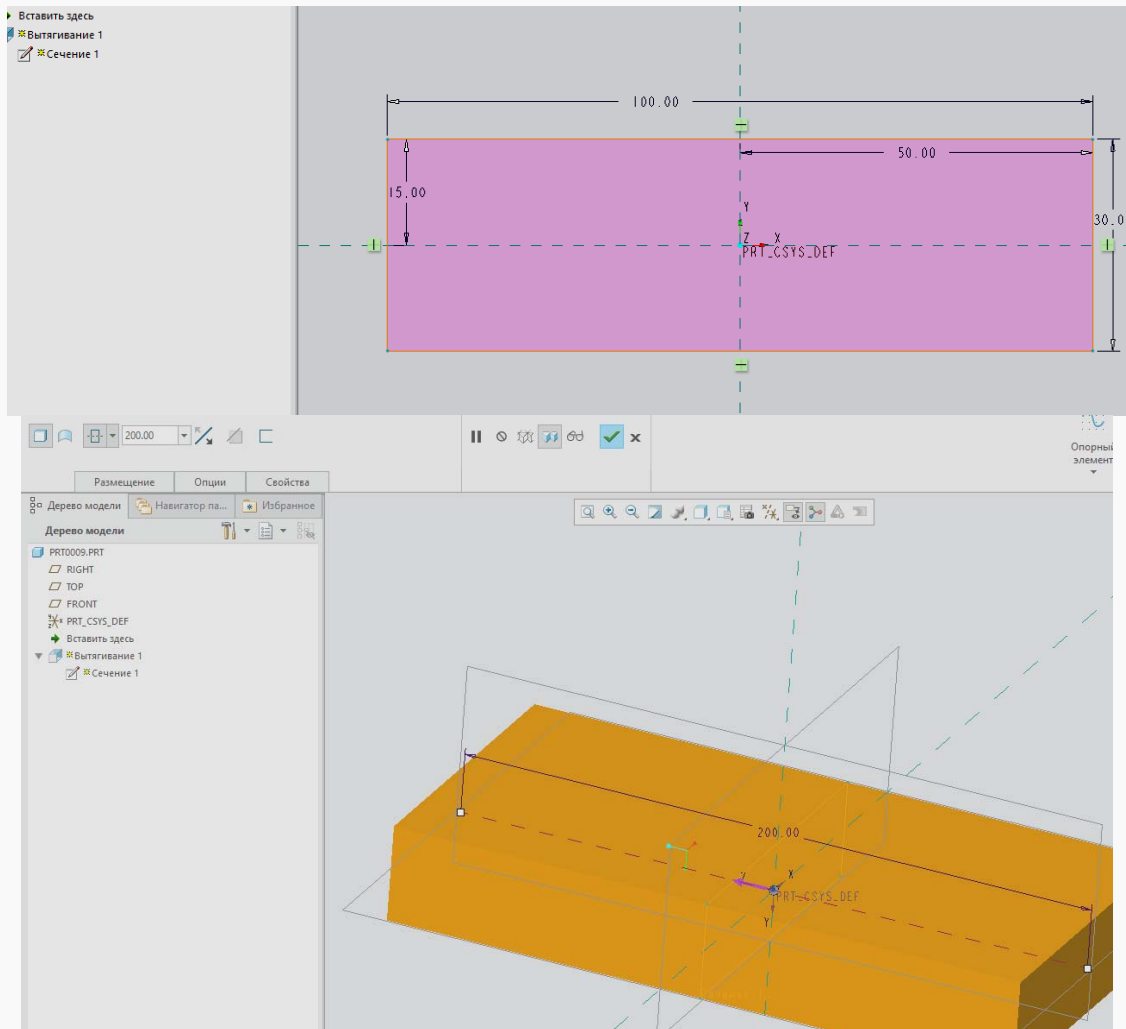 Вставить здесь
Вытягивание 1
Сечение 1
100.00
50.00
15.00
30.0
Y
Z X
PRT_CSYS_DEF
200.00
Опорный
элемент
Размещение Опции Свойства
Дерево модели Навигатор па... Избранное
Дерево модели
PRT0009.PRT
RIGHT
TOP
FRONT
PRT_CSYS_DEF
Вставить здесь
Вытягивание 1
Сечение 1
200.00
X
PRT_CSYS_DEF
Y